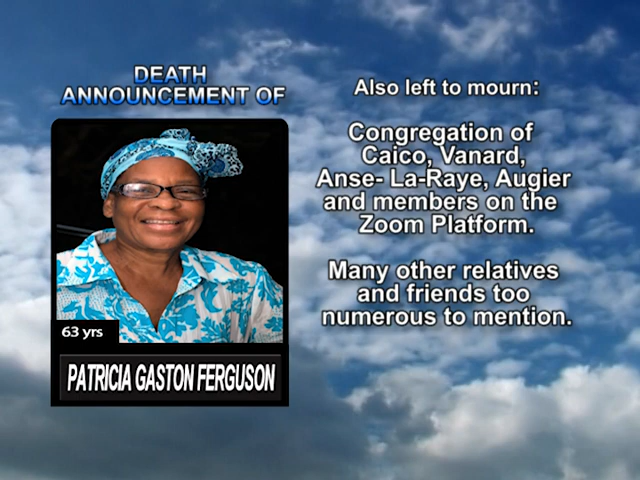 DEATH
ANNOUNCEMENT OF
63 yrs
PATRICIA GASTON FERGUSON
Also left to mourn:
Congregation of
Caico, Vanard,
Anse- La-Raye, Augier
and members on the
Zoom Platform.
Many other relatives
and friends too
numerous to mention.